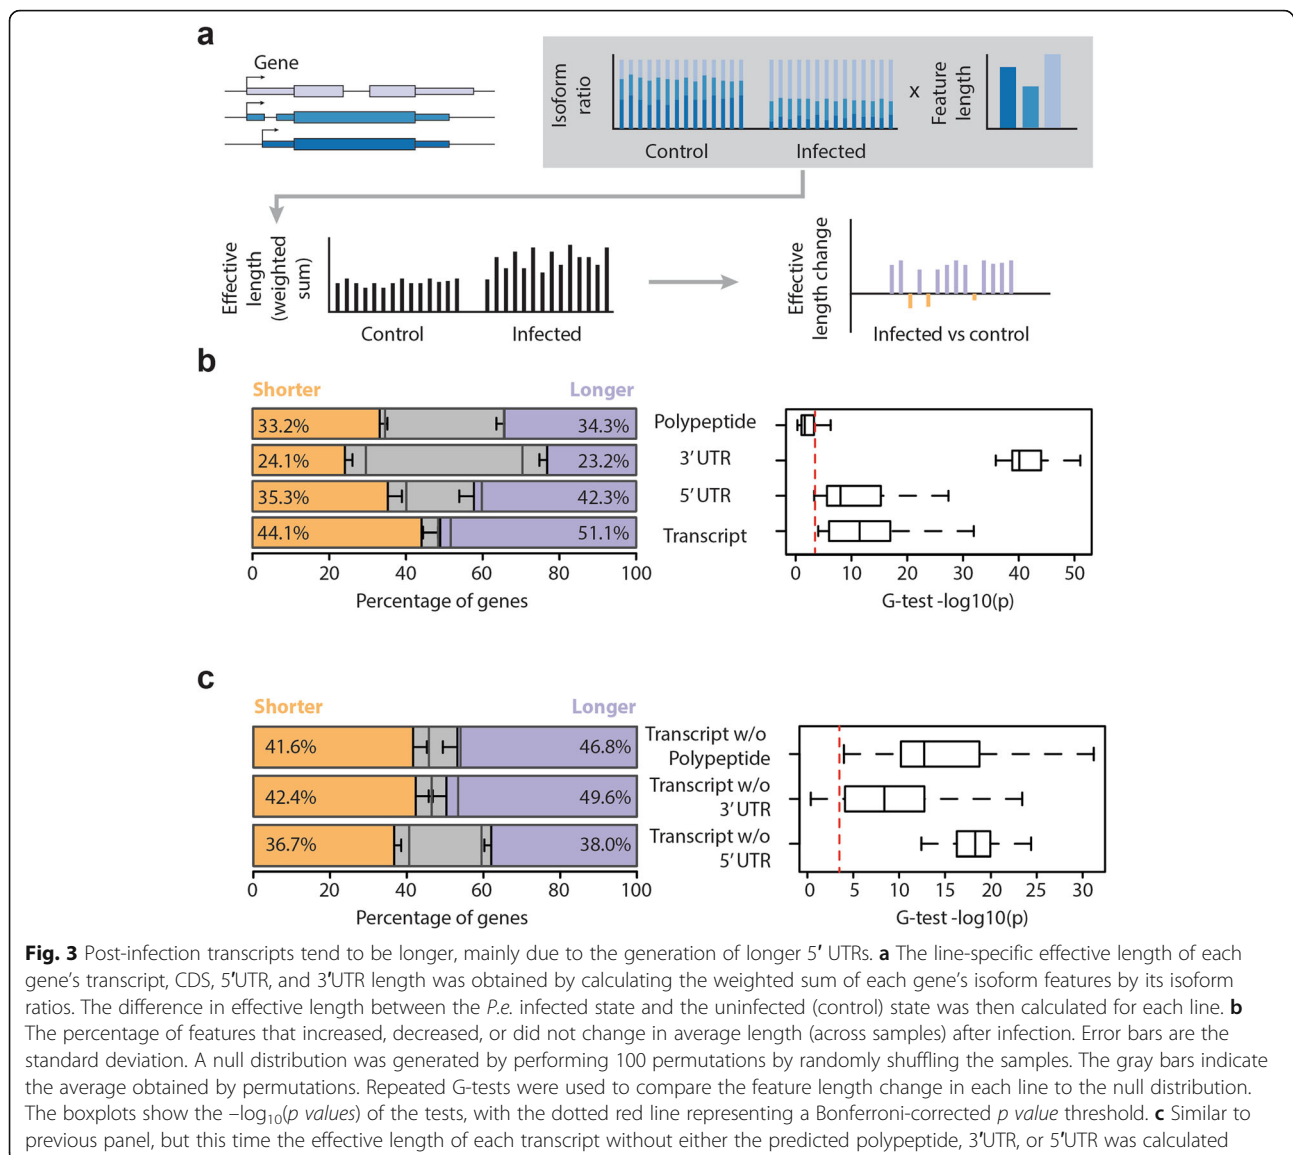 a
Gene
Isoform
ratio
Control
Infected
x
Feature
length
Effective
length
(weighted
sum)
Control
Infected
Effective
length change
Infected vs control
b
Shorter
Longer
33.2%
34.3%
24.1%
23.2%
35.3%
42.3%
44.1%
51.1%
0 20 40 60 80 100
Percentage of genes
Polypeptide
3′ UTR
5′ UTR
Transcript
0 10 20 30 40 50
G-test -log10(p)
c
Shorter
Longer
41.6%
46.8%
42.4%
49.6%
36.7%
38.0%
0 20 40 60 80 100
Percentage of genes
Transcript w/o
Polypeptide
Transcript w/o
3′ UTR
Transcript w/o
5′ UTR
0 5 10 15 20 25 30
G-test -log10(p)
Fig. 3 Post-infection transcripts tend to be longer, mainly due to the generation of longer 5′ UTRs. a The line-specific effective length of each
gene's transcript, CDS, 5′UTR, and 3′UTR length was obtained by calculating the weighted sum of each gene's isoform features by its isoform
ratios. The difference in effective length between the P.e. infected state and the uninfected (control) state was then calculated for each line. b
The percentage of features that increased, decreased, or did not change in average length (across samples) after infection. Error bars are the
standard deviation. A null distribution was generated by performing 100 permutations by randomly shuffling the samples. The gray bars indicate
the average obtained by permutations. Repeated G-tests were used to compare the feature length change in each line to the null distribution.
The boxplots show the –log10(p values) of the tests, with the dotted red line representing a Bonferroni-corrected p value threshold. c Similar to
previous panel, but this time the effective length of each transcript without either the predicted polypeptide, 3′UTR, or 5′UTR was calculated